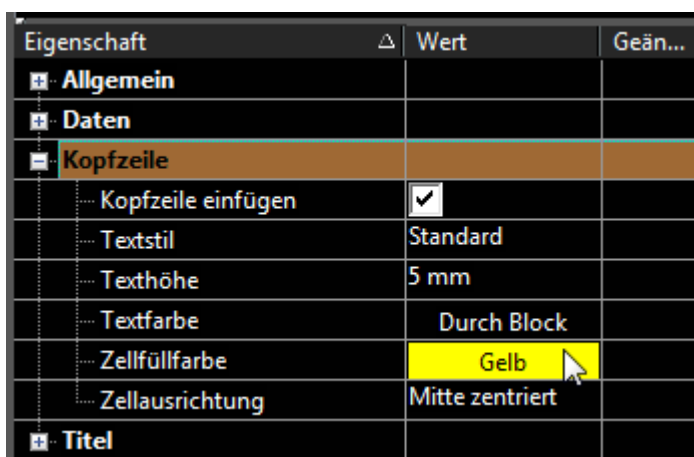 Eigenschaft Wert Geän...
Allgemein
Daten
Kopfzeile
Kopfzeile einfügen
Textstil Standard
Texthöhe 5 mm
Textfarbe Durch Block
Zellfüllfarbe Gelb
Zellausrichtung Mitte zentriert
Titel